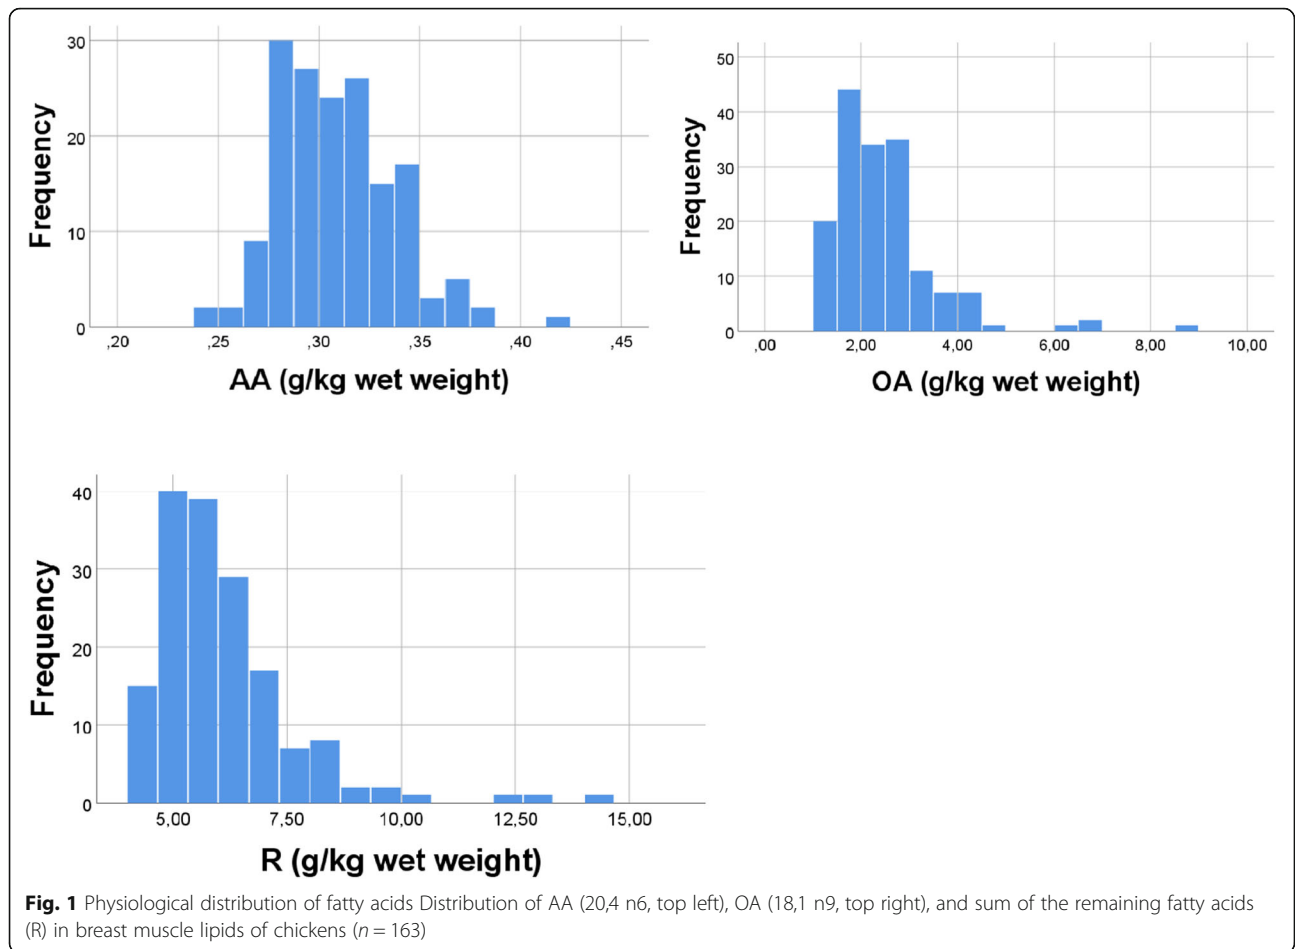 30
20
10
0
Frequency
,20 ,25 ,30 ,35 ,40 ,45
AA (g/kg wet weight)
50
40
30
20
10
0
Frequency
,00 2,00 4,00 6,00 8,00 10,00
OA (g/kg wet weight)
40
30
20
10
0
Frequency
5,00 7,50 10,00 12,50 15,00
R (g/kg wet weight)
Fig. 1 Physiological distribution of fatty acids Distribution of AA (20,4 n6, top left), OA (18,1 n9, top right), and sum of the remaining fatty acids
(R) in breast muscle lipids of chickens (n = 163)